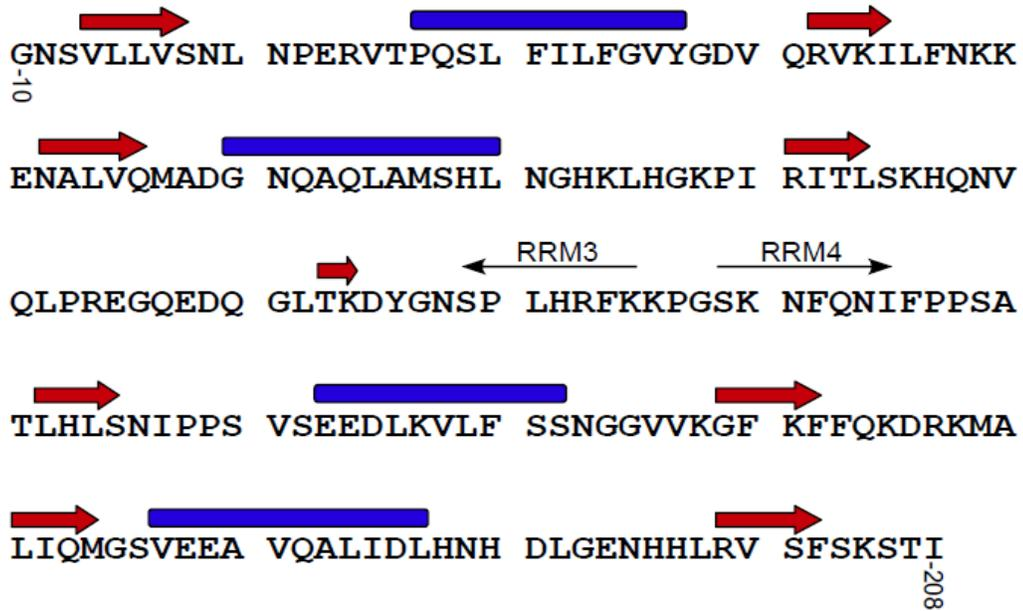 GNSVLLVSNL NPERVTPQSL FILFGVYGDV QRVKILFNKK
-10
ENALVQMADG NQAQLAMSHL NGHKLHGKPI RITLSKHQNV
RRM3 RRM4
QLPREGQEDQ GLTKDYGNSP LHRFKKPGSK NFQNIFPPSA
TLHLSNIPPS VSEEDLKVLF SSNGGVVKGF KFFQKDRKMA
LIQMGSVEEA VQALIDLHNH DLGENHHLRV SFSKSTI
-208